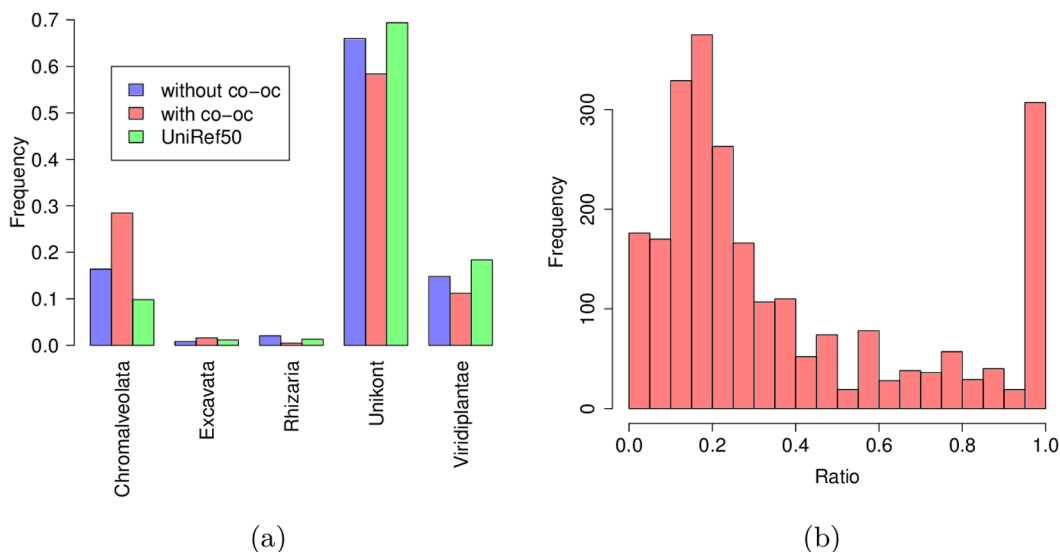 0.7
0.6
0.5
0.4
0.3
0.2
0.1
0.0
Frequency
without co-oc
with co-oc
UniRef50
Chromalveolata
Excavata
Rhizaria
Unikont
Viridiplantae
(a)
300
200
100
0
Frequency
0.0 0.2 0.4 0.6 0.8 1.0
Ratio
(b)